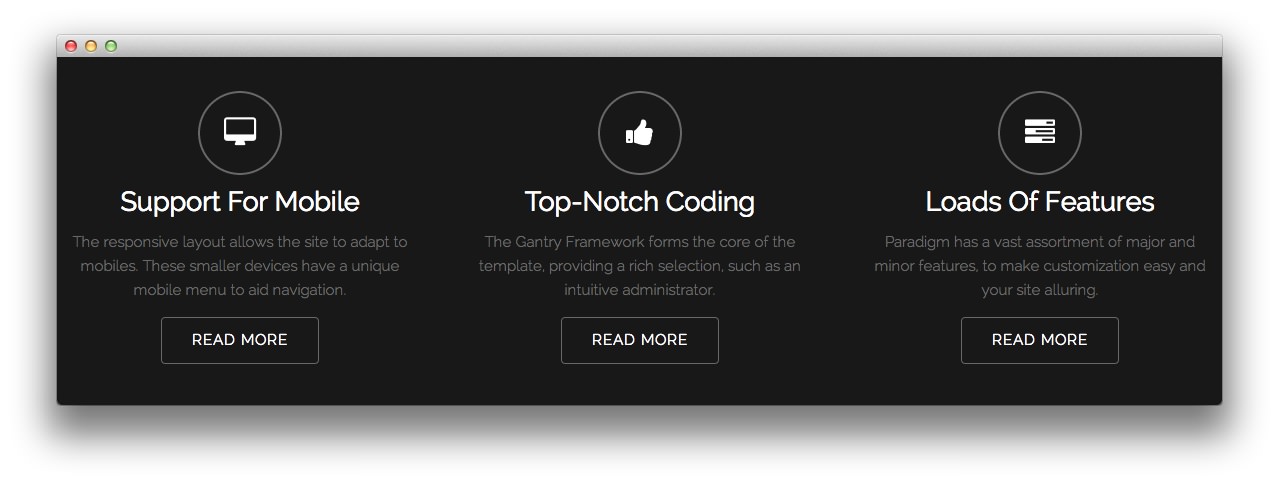 Support For Mobile
The responsive layout allows the site to adapt to
mobiles. These smaller devices have a unique
mobile menu to aid navigation.
READ MORE
Top-Notch Coding
The Gantry Framework forms the core of the
template, providing a rich selection, such as an
intuitive administrator.
READ MORE
Loads Of Features
Paradigm has a vast assortment of major and
minor features, to make customization easy and
your site alluring.
READ MORE